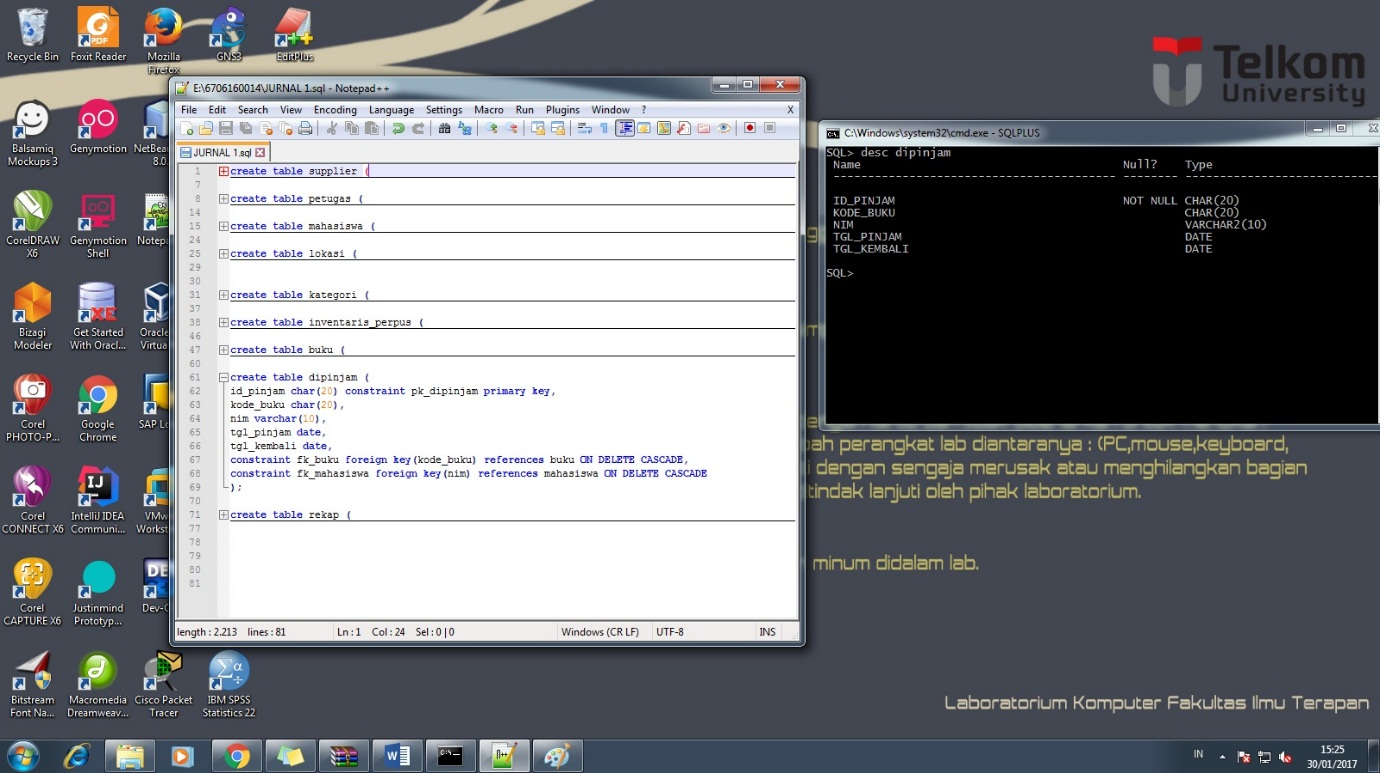 Recycle Bin
Foxit Reader
Mozilla
Firefox
GNS3
EditPlus
Telkom
University
E:\6706160014\JURNAL 1.sql - Notepad++
File Edit Search View Encoding Language Settings Macro Run Plugins Window ? X
JURNAL 1.sql
1 create table supplier (
7
8 create table petugas (
14
15 create table mahasiswa (
24
25 create table lokasi (
29
30
31 create table kategori (
37
38 create table inventaris_perpus (
46
47 create table buku (
60
61 create table dipinjam (
62 id_pinjam char(20) constraint pk_dipinjam primary key,
63 kode_buku char(20),
64 nim varchar(10),
65 tgl_pinjam date,
66 tgl_kembali date,
67 constraint fk_buku foreign key(kode_buku) references buku ON DELETE CASCADE,
68 constraint fk_mahasiswa foreign key(nim) references mahasiswa ON DELETE CASCADE
69 );
70
71 create table rekap (
77
78
79
80
81
length : 2.213 lines : 81 Ln : 1 Col : 24 Sel : 0 | 0 Windows (CR LF) UTF-8 INS
C:\Windows\system32\cmd.exe - SQLPLUS
SQL> desc dipinjam
Name Null? Type
ID_PINJAM NOT NULL CHAR(20)
KODE_BUKU CHAR(20)
NIM VARCHAR2(10)
TGL_PINJAM DATE
TGL_KEMBALI DATE
SQL>
Balsamiq
Mockups 3
Genymotion
NetBea
8.0.
CorelDRAW
X6
Genymotion
Shell
Notep
Bizagi
Modeler
Get Started
With Oracl...
Oracle
Virtua
Corel
PHOTO-P...
Google
Chrome
SAP Lo
Corel
CONNECT X6
IntelliJ IDEA
Communi...
VMw
Workst
Corel
CAPTURE X6
Justinmind
Prototyp...
Dev-C
Bitstream
Font Na...
Macromedia
Dreamweav...
Cisco Packet
Tracer
IBM SPSS
Statistics 22
ah perangkat lab diantaranya : (PC,mouse,keyboard,
i dengan sengaja merusak atau menghilangkan bagian
tindak lanjuti oleh pihak laboratorium.
minum didalam lab.
Laboratorium Komputer Fakultas Ilmu Terapan
IN
15:25
30/01/2017